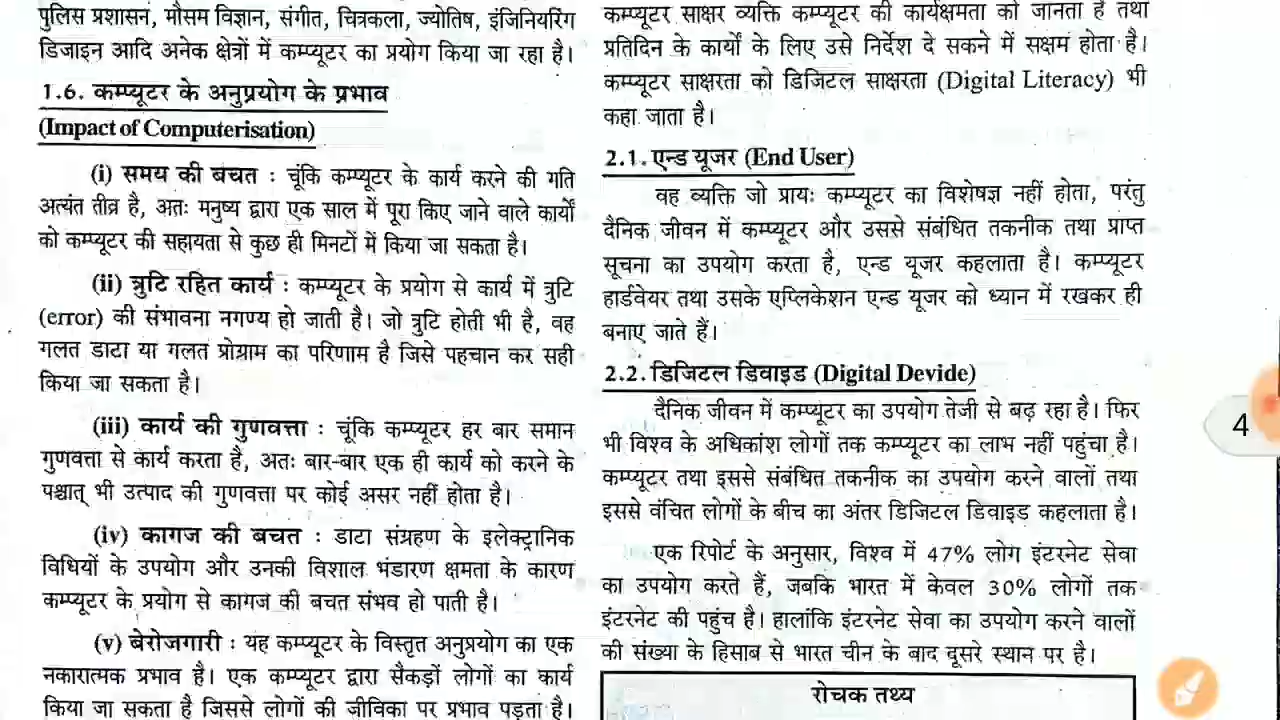 पुलिस प्रशासन, मौसम विज्ञान, संगीत, चित्रकला, ज्योतिष, इंजिनियरिंग
डिजाइन आदि अनेक क्षेत्रों में कम्प्यूटर का प्रयोग किया जा रहा है।
1.6. कम्प्यूटर के अनुप्रयोग के प्रभाव
(Impact of Computerisation)
(i) समय की बचत : चूंकि कम्प्यूटर के कार्य करने की गति
अत्यंत तीव्र है, अतः मनुष्य द्वारा एक साल में पूरा किए जाने वाले कार्यों
को कम्प्यूटर की सहायता से कुछ ही मिनटों में किया जा सकता है।
(ii) त्रुटि रहित कार्य : कम्प्यूटर के प्रयोग से कार्य में त्रुटि
(error) की संभावना नगण्य हो जाती है। जो त्रुटि होती भी है, वह
गलत डाटा या गलत प्रोग्राम का परिणाम है जिसे पहचान कर सही
किया जा सकता है।
(iii) कार्य की गुणवत्ता : चूंकि कम्प्यूटर हर बार समान
गुणवत्ता से कार्य करता है, अतः बार-बार एक ही कार्य को करने के
पश्चात् भी उत्पाद की गुणवत्ता पर कोई असर नहीं होता है।
(iv) कागज की बचत : डाटा संग्रहण के इलेक्ट्रानिक
विधियों के उपयोग और उनकी विशाल भंडारण क्षमता के कारण
कम्प्यूटर के प्रयोग से कागज की बचत संभव हो पाती है।
(v) बेरोजगारी : यह कम्प्यूटर के विस्तृत अनुप्रयोग का एक
नकारात्मक प्रभाव है। एक कम्प्यूटर द्वारा सैकड़ों लोगों का कार्य
किया जा सकता है जिससे लोगों की जीविका पर प्रभाव पड़ता है।
कम्प्यूटर साक्षर व्यक्ति कम्प्यूटर की कार्यक्षमता को जानता है तथा
प्रतिदिन के कार्यों के लिए उसे निर्देश दे सकने में सक्षम होता है।
कम्प्यूटर साक्षरता को डिजिटल साक्षरता (Digital Literacy) भी
कहा जाता है।
2.1. एन्ड यूजर (End User)
वह व्यक्ति जो प्रायः कम्प्यूटर का विशेषज्ञ नहीं होता, परंतु
दैनिक जीवन में कम्प्यूटर और उससे संबंधित तकनीक तथा प्राप्त
सूचना का उपयोग करता है, एन्ड यूजर कहलाता है। कम्प्यूटर
हार्डवेयर तथा उसके एप्लिकेशन एन्ड यूजर को ध्यान में रखकर ही
बनाए जाते हैं।
2.2. डिजिटल डिवाइड (Digital Devide)
दैनिक जीवन में कम्प्यूटर का उपयोग तेजी से बढ़ रहा है। फिर
भी विश्व के अधिकांश लोगों तक कम्प्यूटर का लाभ नहीं पहुंचा है।
कम्प्यूटर तथा इससे संबंधित तकनीक का उपयोग करने वालों तथा
इससे वंचित लोगों के बीच का अंतर डिजिटल डिवाइड कहलाता है।
एक रिपोर्ट के अनुसार, विश्व में 47% लोग इंटरनेट सेवा
का उपयोग करते हैं, जबकि भारत में केवल 30% लोगों तक
इंटरनेट की पहुंच है। हालांकि इंटरनेट सेवा का उपयोग करने वालों
की संख्या के हिसाब से भारत चीन के बाद दूसरे स्थान पर है।
रोचक तथ्य
4